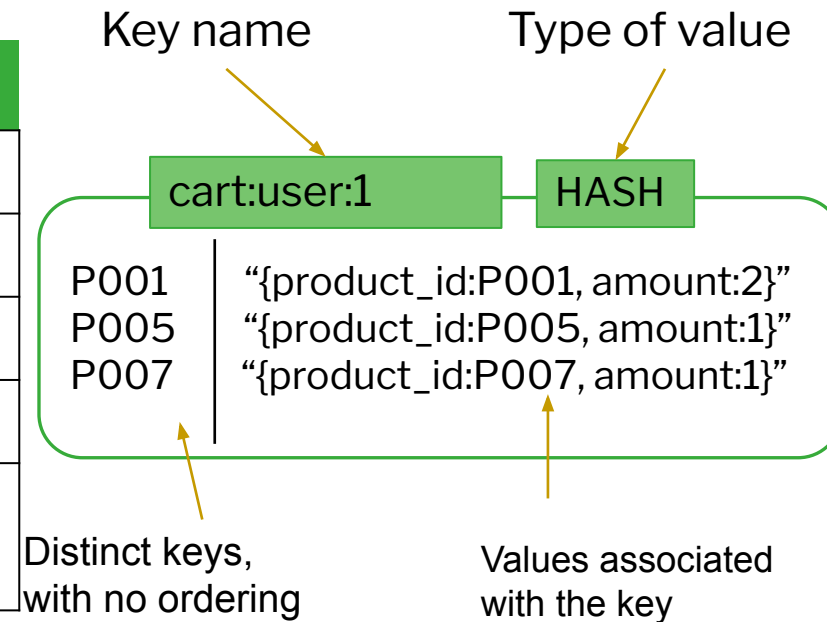 Key name
Type of value
cart:user:1
HASH
P001 “{product_id:P001, amount:2}”
P005 “{product_id:P005, amount:1}”
P007 “{product_id:P007, amount:1}”
Distinct keys,
with no ordering
Values associated
with the key